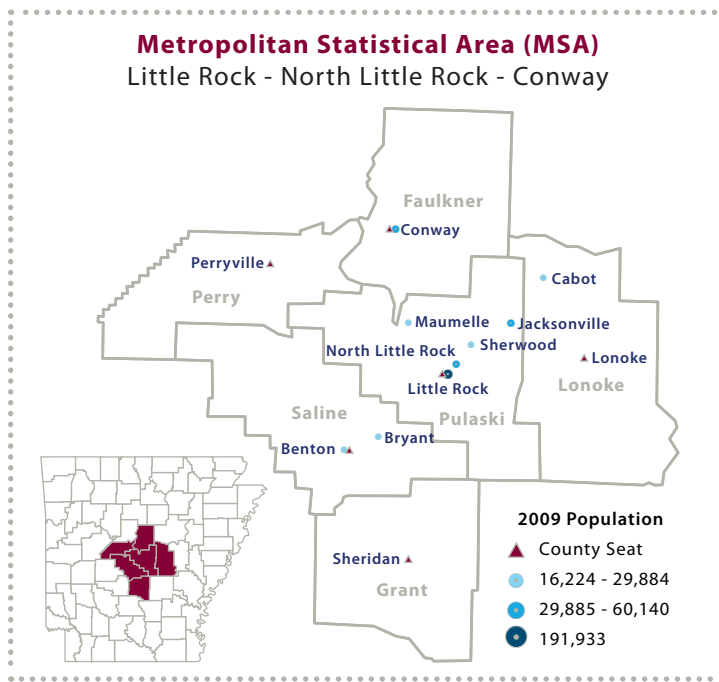 Metropolitan Statistical Area (MSA)
Little Rock - North Little Rock - Conway
Faulkner
Conway
Perryville
Perry
Cabot
Maumelle
Jacksonville
Sherwood
North Little Rock
Lonoke
Little Rock
Lonoke
Saline
Pulaski
Bryant
Benton
Sheridan
Grant
2009 Population
County Seat
16,224 - 29,884
29,885 - 60,140
191,933